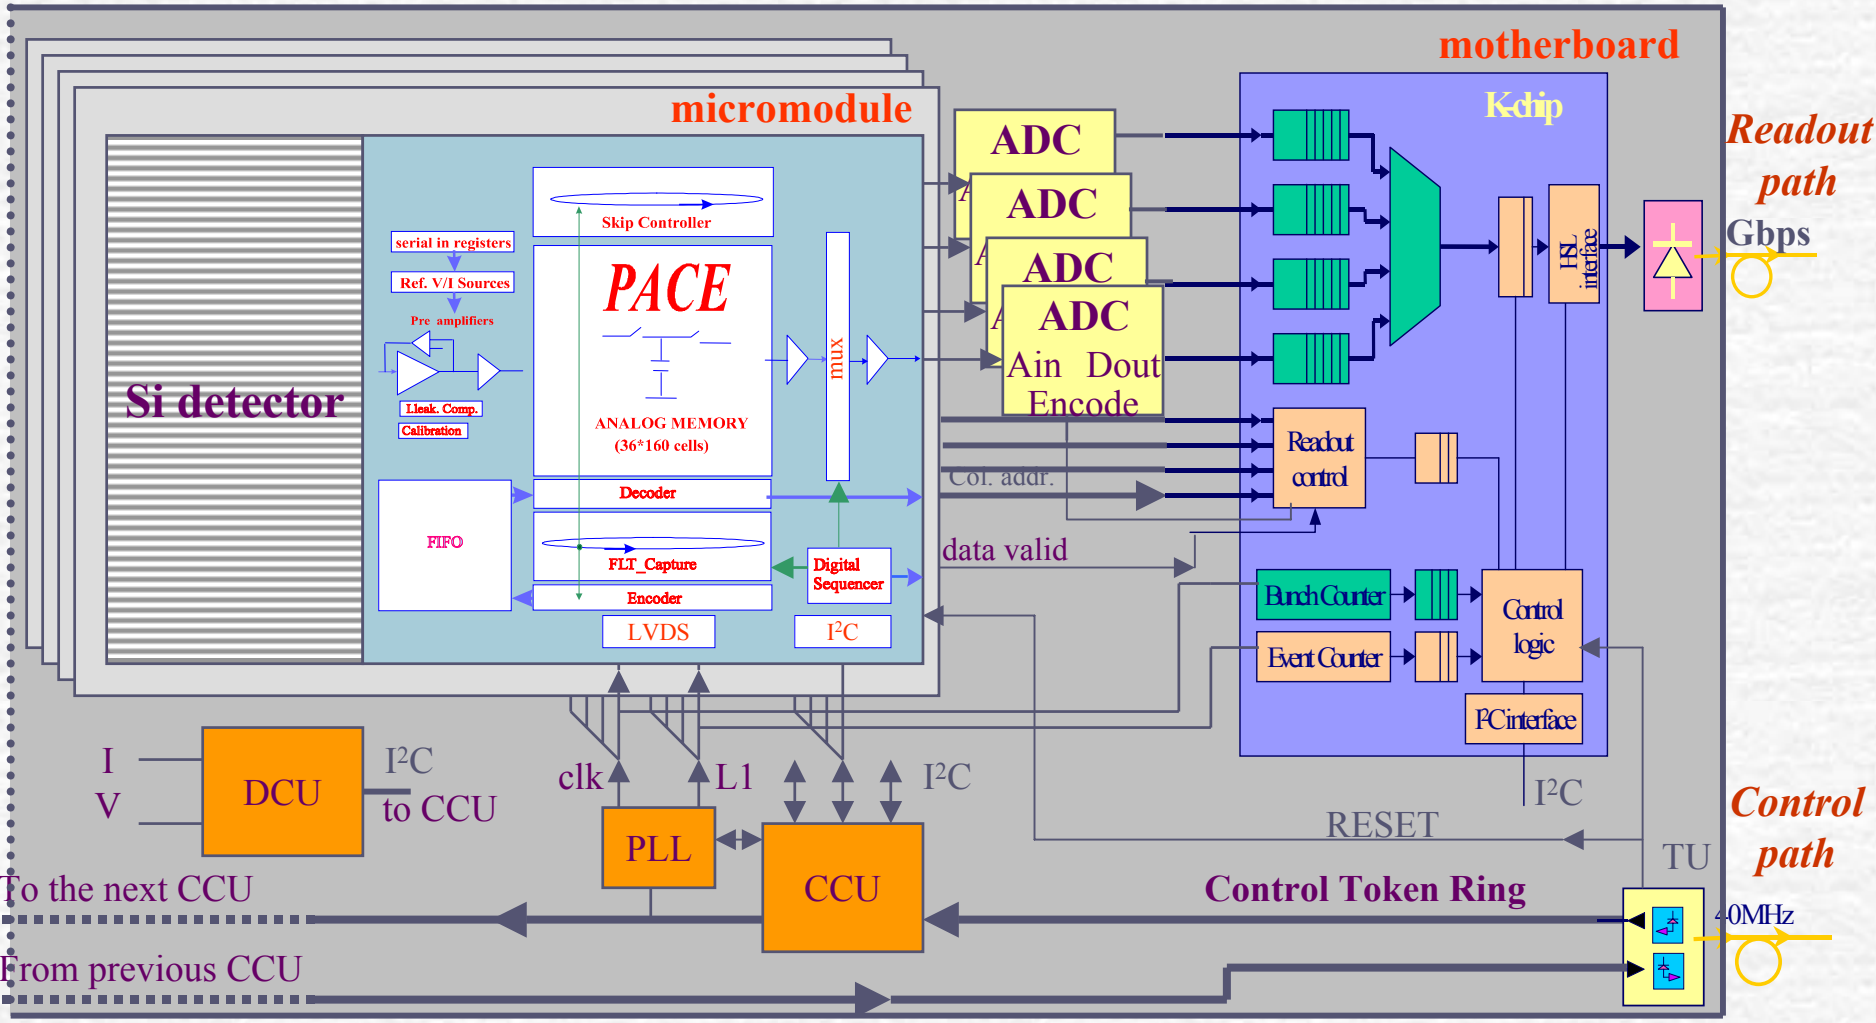 motherboard
micromodule
K-chip
Readout
path
Gbps
ADC
ADC
ADC
ADC
Ain Dout
Encode
HSL
interface
Skip Controller
serial in registers
Ref. V/I Sources
Pre amplifiers
PACE
mux
Si detector
Lleak. Comp.
Calibration
ANALOG MEMORY
(36*160 cells)
Readout
control
Col. addr.
Decoder
FIFO
FLT_Capture
Digital
Sequencer
data valid
Encoder
LVDS
I²C
Bunch Counter
Control
logic
Event Counter
I²C interface
I
V
DCU
I²C
to CCU
clk
L1
I²C
I²C
PLL
CCU
RESET
TU
Control
path
To the next CCU
Control Token Ring
40MHz
From previous CCU